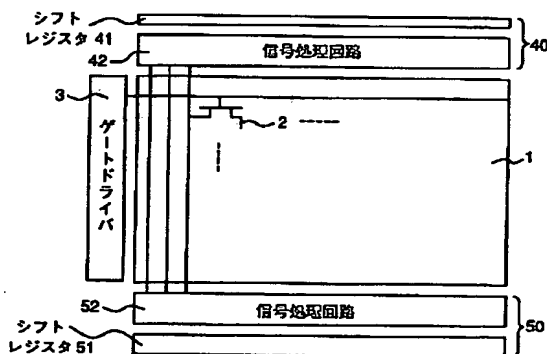 シフト
レジスタ 41
40
42
信号処理回路
3
ゲートドライバ
2
1
52
信号処理回路
50
シフト
レジスタ 51